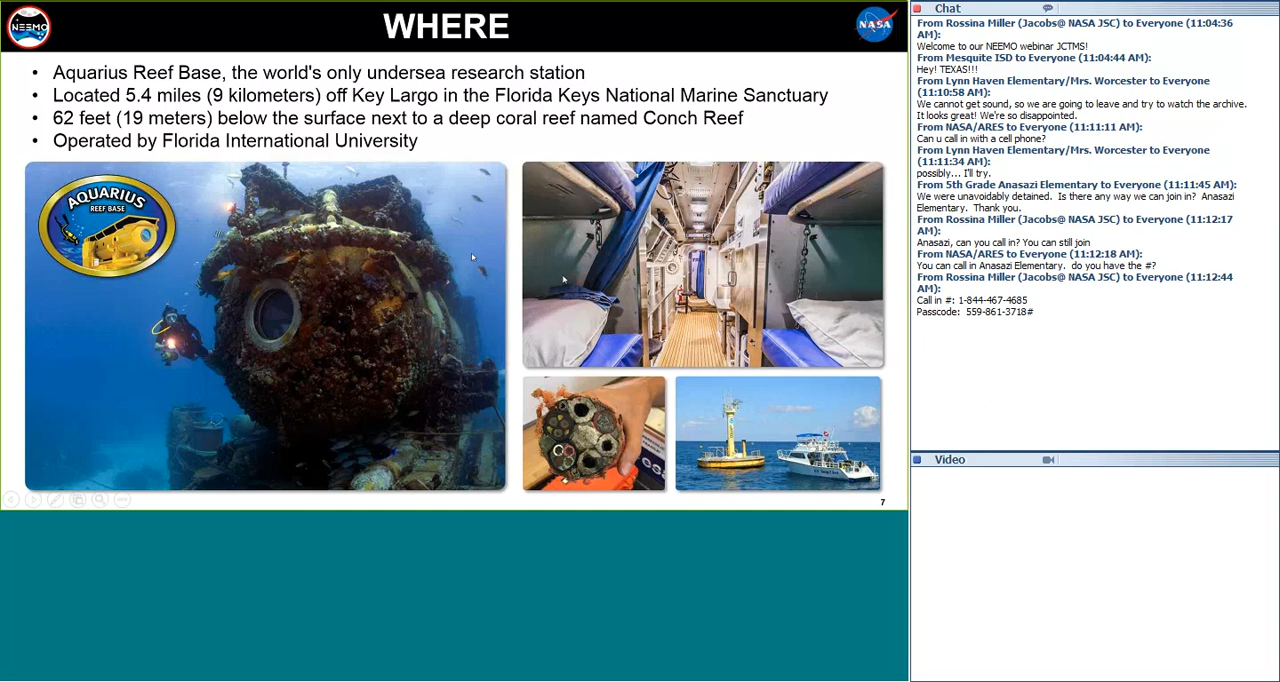 NEEMO
WHERE
NASA
• Aquarius Reef Base, the world's only undersea research station
• Located 5.4 miles (9 kilometers) off Key Largo in the Florida Keys National Marine Sanctuary
• 62 feet (19 meters) below the surface next to a deep coral reef named Conch Reef
• Operated by Florida International University
AQUARIUS
REEF BASE
7
Chat
From Rossina Miller (Jacobs@ NASA JSC) to Everyone (11:04:36
AM):
Welcome to our NEEMO webinar JCTMS!
From Mesquite ISD to Everyone (11:04:44 AM):
Hey! TEXAS!!!
From Lynn Haven Elementary/Mrs. Worcester to Everyone
(11:10:58 AM):
We cannot get sound, so we are going to leave and try to watch the archive.
It looks great! We're so disappointed.
From NASA/ARES to Everyone (11:11:11 AM):
Can u call in with a cell phone?
From Lynn Haven Elementary/Mrs. Worcester to Everyone
(11:11:34 AM):
possibly... I'll try.
From 5th Grade Anasazi Elementary to Everyone (11:11:45 AM):
We were unavoidably detained. Is there any way we can join in? Anasazi
Elementary. Thank you.
From Rossina Miller (Jacobs@ NASA JSC) to Everyone (11:12:17
AM):
Anasazi, can you call in? You can still join
From NASA/ARES to Everyone (11:12:18 AM):
You can call in Anasazi Elementary. do you have the #?
From Rossina Miller (Jacobs@ NASA JSC) to Everyone (11:12:44
AM):
Call in #: 1-844-467-4685
Passcode: 559-861-3718#
Video